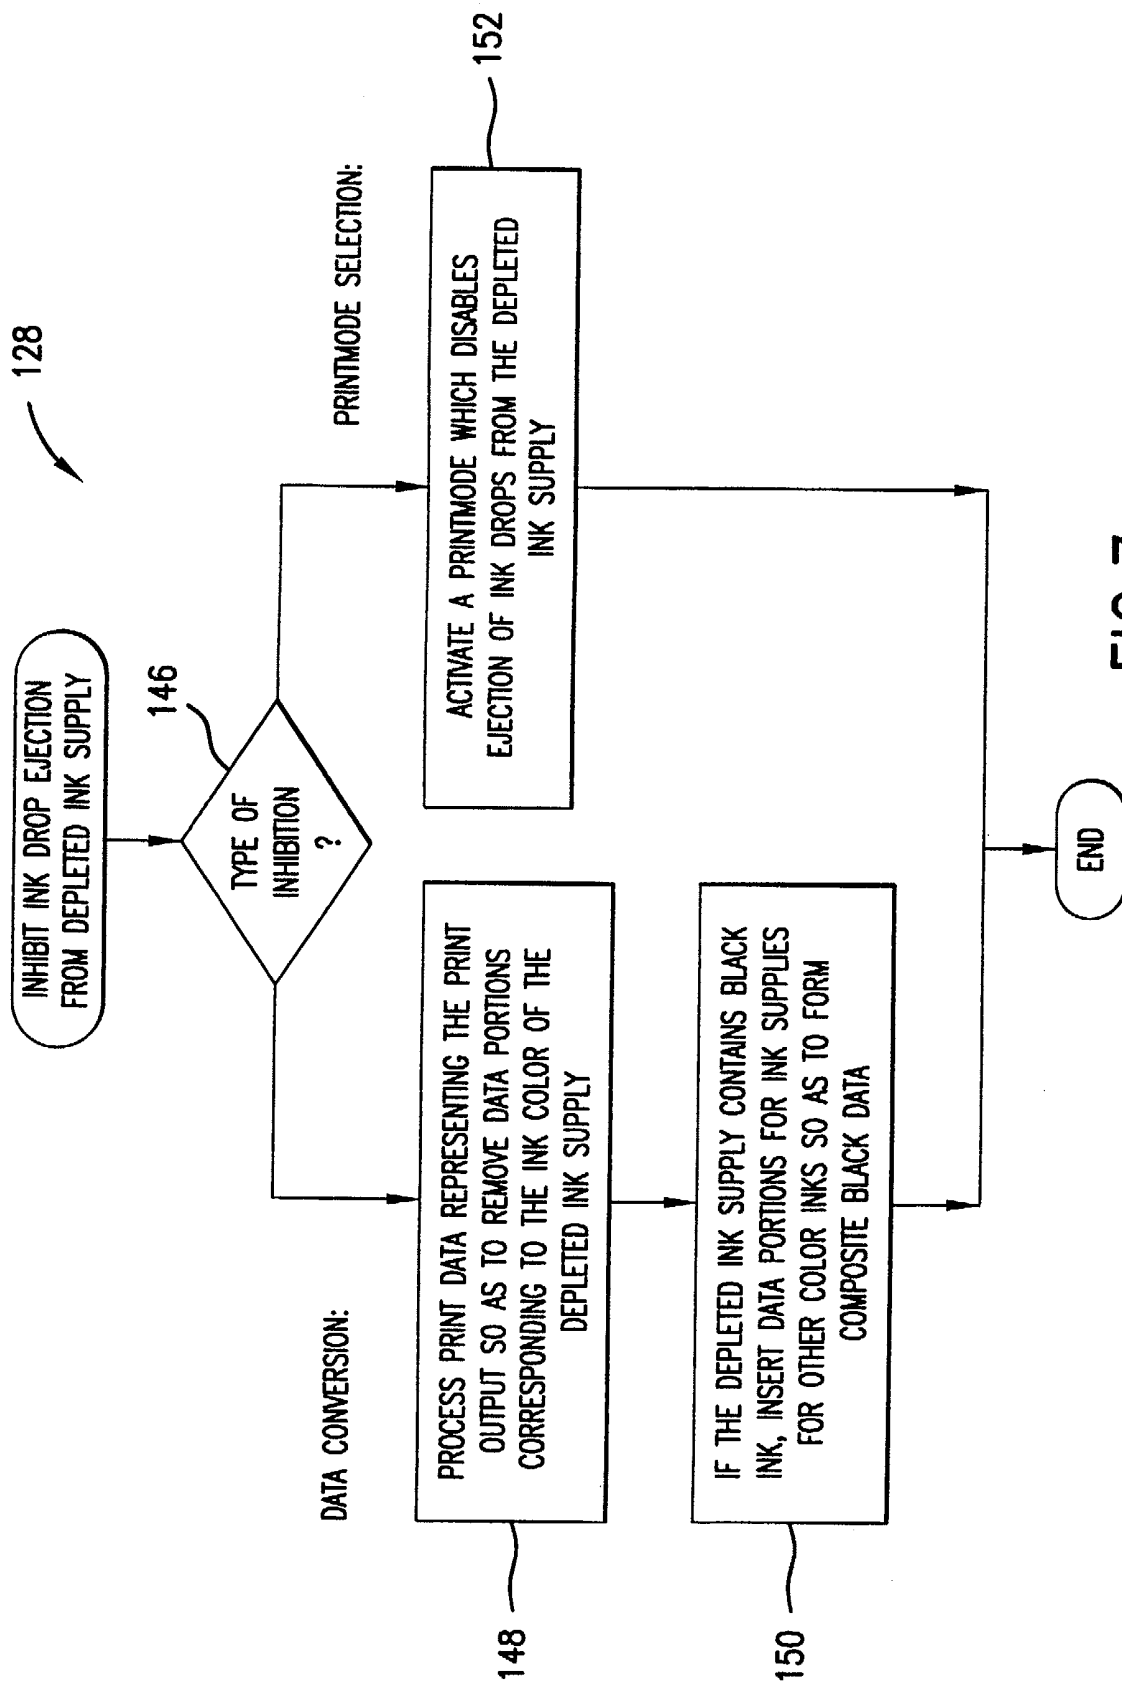 128
INHIBIT INK DROP EJECTION
FROM DEPLETED INK SUPPLY
146
TYPE OF
INHIBITION
?
DATA CONVERSION:
PRINTMODE SELECTION:
148
PROCESS PRINT DATA REPRESENTING THE PRINT
OUTPUT SO AS TO REMOVE DATA PORTIONS
CORRESPONDING TO THE INK COLOR OF THE
DEPLETED INK SUPPLY
152
ACTIVATE A PRINTMODE WHICH DISABLES
EJECTION OF INK DROPS FROM THE DEPLETED
INK SUPPLY
150
IF THE DEPLETED INK SUPPLY CONTAINS BLACK
INK, INSERT DATA PORTIONS FOR INK SUPPLIES
FOR OTHER COLOR INKS SO AS TO FORM
COMPOSITE BLACK DATA
END